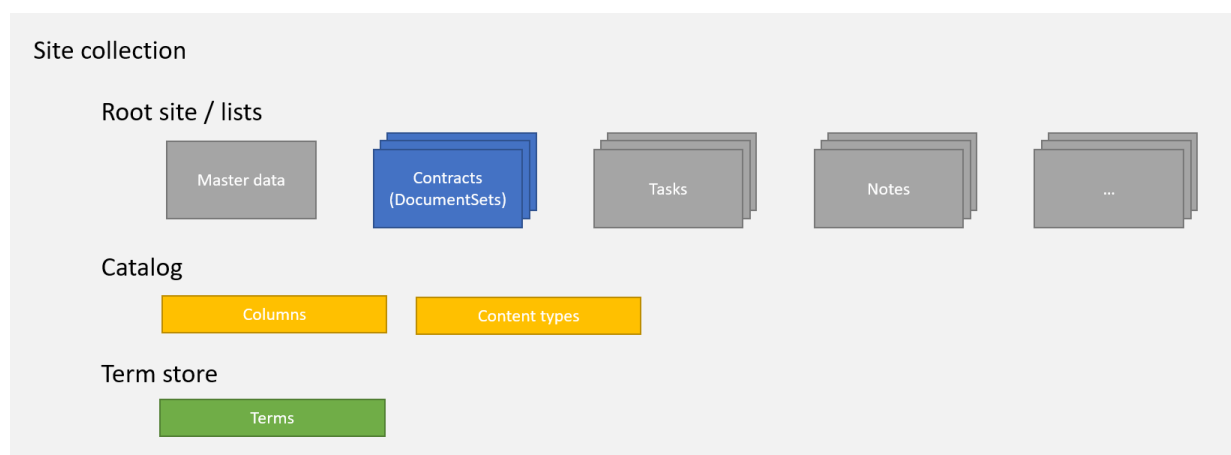 Site collection
Root site / lists
Master data
Contracts
(DocumentSets)
Tasks
Notes
...
Catalog
Columns
Content types
Term store
Terms